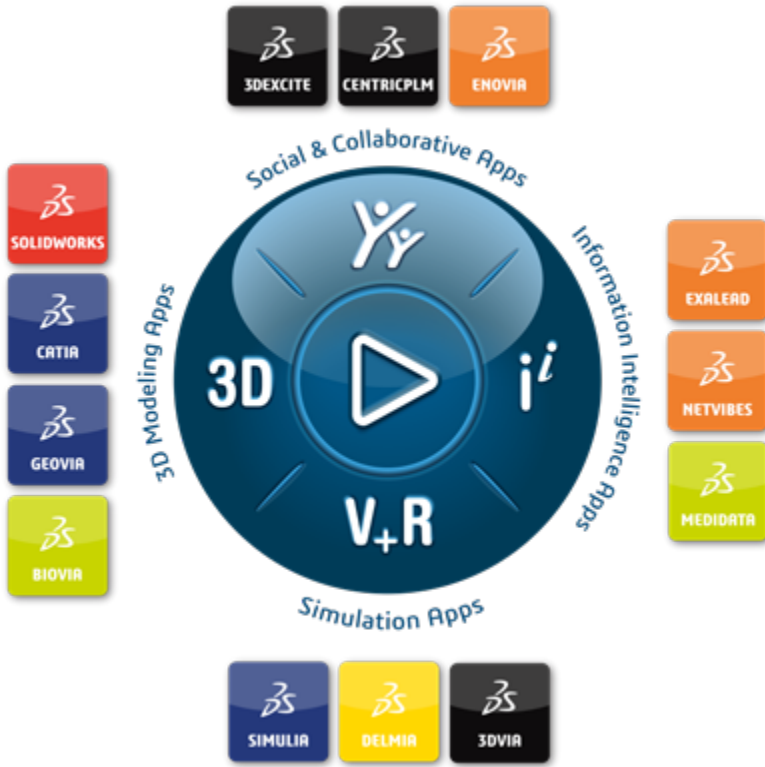 3DEXCITE
CENTRICPLM
ENOVIA
Social & Collaborative Apps
SOLIDWORKS
CATIA
GEOVIA
BIOVIA
3D Modeling Apps
3D
i i
V+R
Information Intelligence Apps
EXALEAD
NETVIBES
MEDIDATA
Simulation Apps
SIMULIA
DELMIA
3DVIA